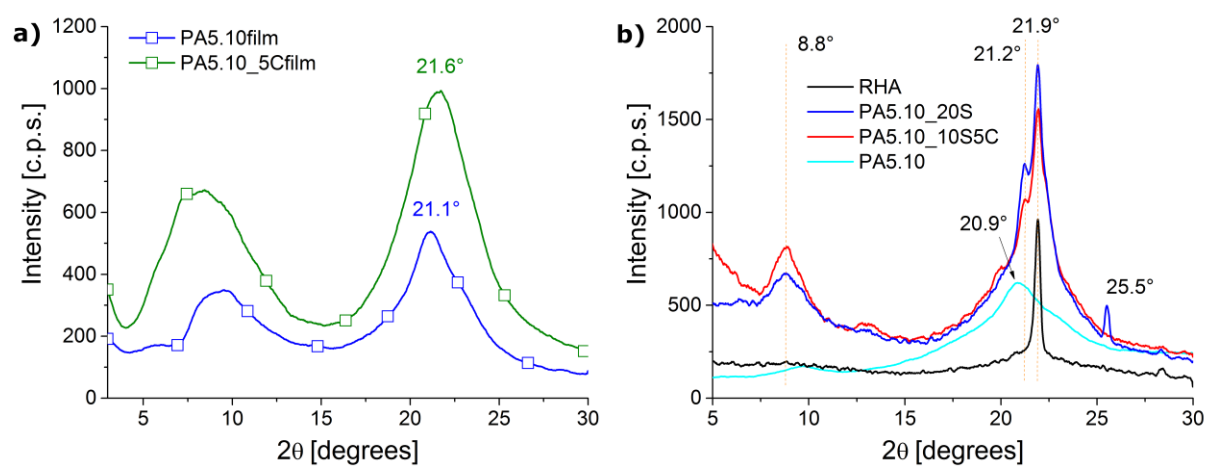 a)
PA5.10film
PA5.10_5Cfilm
21.6°
21.1°
Intensity [c.p.s.]
1200
1000
800
600
400
200
0
5
10
15
20
25
30
2θ [degrees]
b)
8.8°
21.9°
21.2°
RHA
PA5.10_20S
PA5.10_10S5C
PA5.10
20.9°
25.5°
Intensity [c.p.s.]
2000
1500
1000
500
0
5
10
15
20
25
30
2θ [degrees]